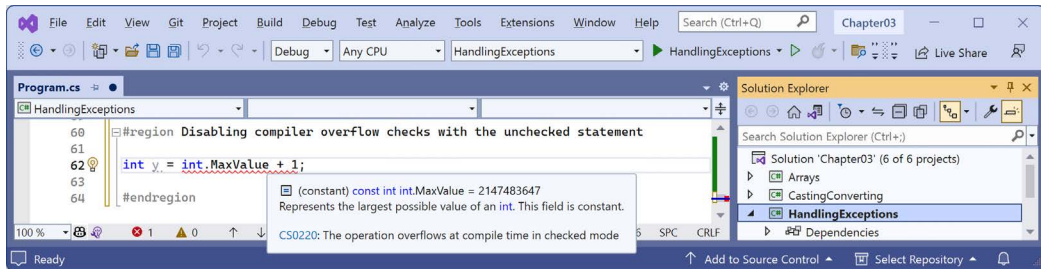 File Edit View Git Project Build Debug Test Analyze Tools Extensions Window Help Search (Ctrl+Q) Chapter03
Debug Any CPU HandlingExceptions HandlingExceptions Live Share
Program.cs
HandlingExceptions
60 #region Disabling compiler overflow checks with the unchecked statement
61
62 int y = int.MaxValue + 1;
63
64 #endregion
(constant) const int int.MaxValue = 2147483647
Represents the largest possible value of an int. This field is constant.
CS0220: The operation overflows at compile time in checked mode
100 % 1 0 SPC CRLF
Solution Explorer
Search Solution Explorer (Ctrl+;)
Solution 'Chapter03' (6 of 6 projects)
C# Arrays
C# CastingConverting
C# HandlingExceptions
Dependencies
Ready Add to Source Control Select Repository